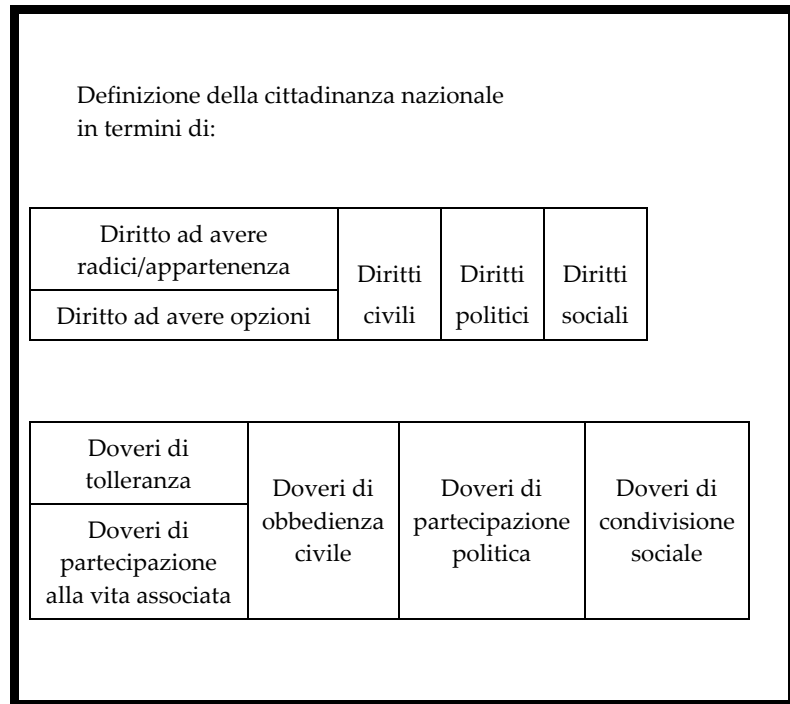 Definizione della cittadinanza nazionale
in termini di:
Diritto ad avere
radici/appartenenza
Diritto ad avere opzioni
Diritti
civili
Diritti
politici
Diritti
sociali
Doveri di
tolleranza
Doveri di
partecipazione
alla vita associata
Doveri di
obbedienza
civile
Doveri di
partecipazione
politica
Doveri di
condivisione
sociale